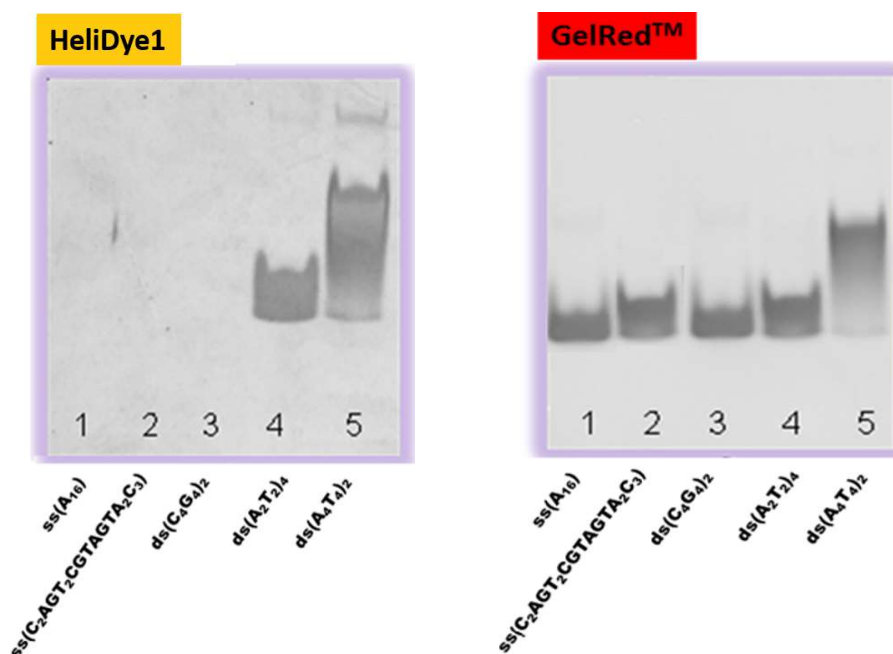 HeliDye1
1 2 3 4 5
ss(A₁₆)
ss(C₂AGT₂CGTAGTA₂C₃)
ds(C₄G₄)₂
ds(A₂T₂)₄
ds(A₄T₄)₂
GelRed™
1 2 3 4 5
ss(A₁₆)
ss(C₂AGT₂CGTAGTA₂C₃)
ds(C₄G₄)₂
ds(A₂T₂)₄
ds(A₄T₄)₂